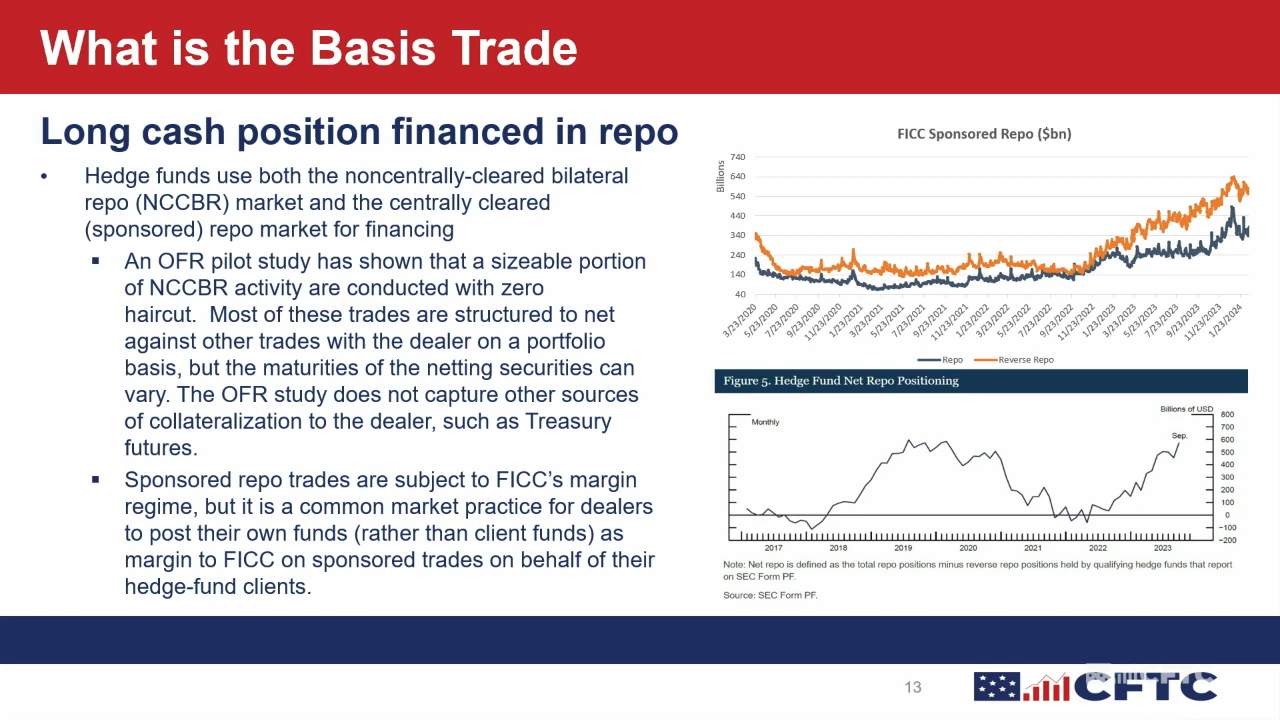 What is the Basis Trade
Long cash position financed in repo
• Hedge funds use both the noncentrally-cleared bilateral
repo (NCCBR) market and the centrally cleared
(sponsored) repo market for financing
▪ An OFR pilot study has shown that a sizeable portion
of NCCBR activity are conducted with zero
haircut.  Most of these trades are structured to net
against other trades with the dealer on a portfolio
basis, but the maturities of the netting securities can
vary. The OFR study does not capture other sources
of collateralization to the dealer, such as Treasury
futures.
▪ Sponsored repo trades are subject to FICC’s margin
regime, but it is a common market practice for dealers
to post their own funds (rather than client funds) as
margin to FICC on sponsored trades on behalf of their
hedge-fund clients.
FICC Sponsored Repo ($bn)
Billions
740
640
540
440
340
240
140
40
3/23/2020
5/23/2020
7/23/2020
9/23/2020
11/23/2020
1/23/2021
3/23/2021
5/23/2021
7/23/2021
9/23/2021
11/23/2021
1/23/2022
3/23/2022
5/23/2022
7/23/2022
9/23/2022
11/23/2022
1/23/2023
3/23/2023
5/23/2023
7/23/2023
9/23/2023
11/23/2023
1/23/2024
Repo Reverse Repo
Figure 5. Hedge Fund Net Repo Positioning
Billions of USD
Monthly
Sep.
800
700
600
500
400
300
200
100
0
−100
−200
2017 2018 2019 2020 2021 2022 2023
Note: Net repo is defined as the total repo positions minus reverse repo positions held by qualifying hedge funds that report
on SEC Form PF.
Source: SEC Form PF.
13
CFTC